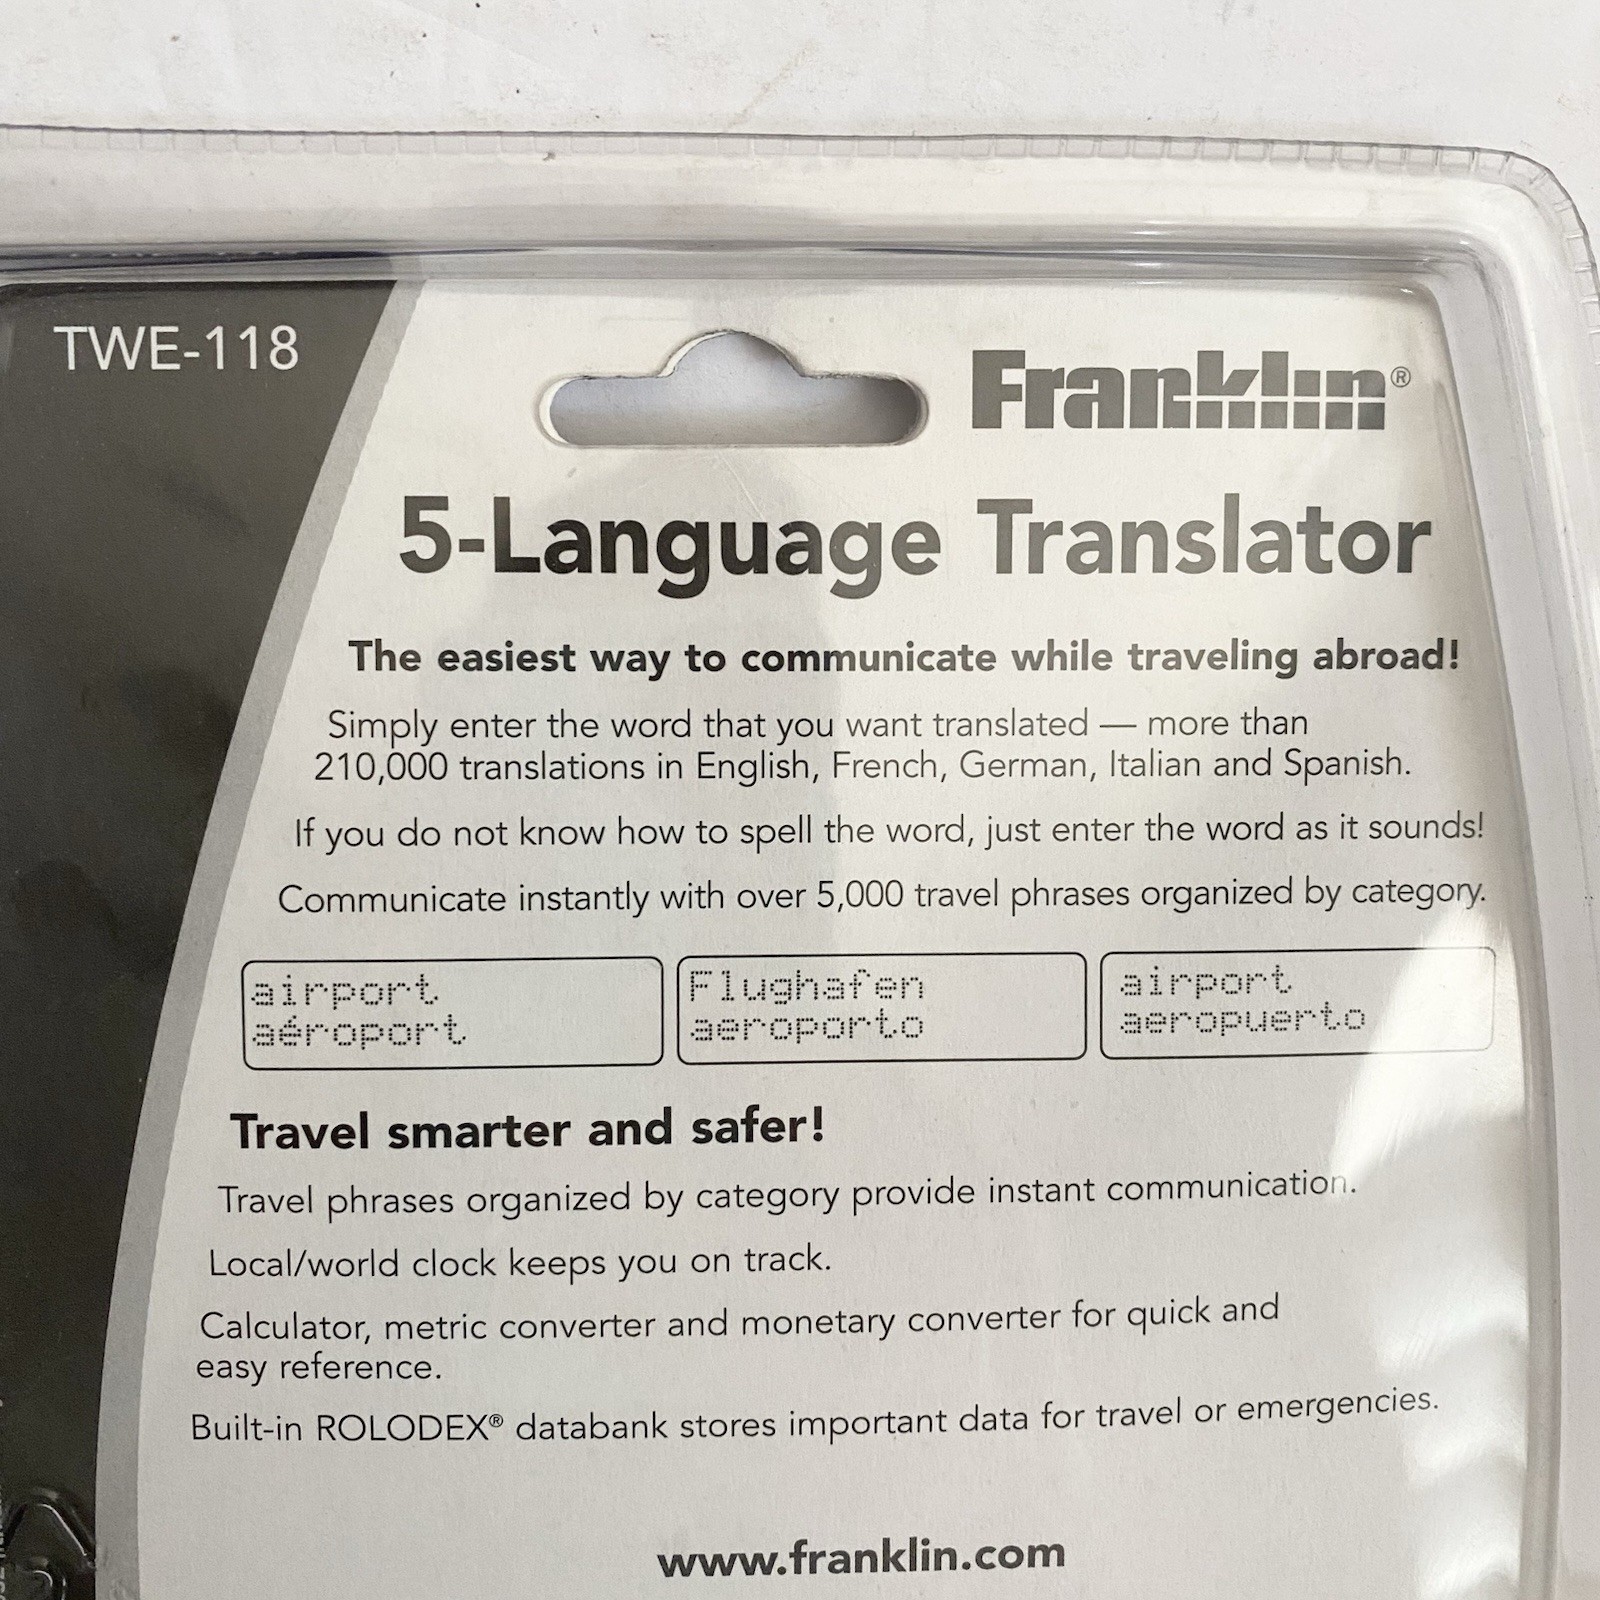 TWE-118
Franklin®
5-Language Translator
The easiest way to communicate while traveling abroad!
Simply enter the word that you want translated — more than
210,000 translations in English, French, German, Italian and Spanish.
If you do not know how to spell the word, just enter the word as it sounds!
Communicate instantly with over 5,000 travel phrases organized by category.
airport
aéroport
Flughafen
aeroporto
airport
aeropuerto
Travel smarter and safer!
Travel phrases organized by category provide instant communication.
Local/world clock keeps you on track.
Calculator, metric converter and monetary converter for quick and
easy reference.
Built-in ROLODEX® databank stores important data for travel or emergencies.
www.franklin.com